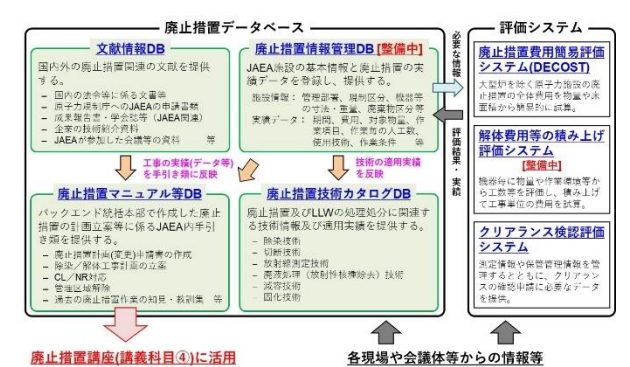 廃止措置データベース
文献情報DB
国内外の廃止措置関連の文献を提供
する。
– 国内の法令等に係る文書等
– 原子力規制庁へのJAEAの申請書類
– 成果報告書・学会誌等（JAEA関連）
– 企業の技術紹介資料
– JAEAが参加した会議等の資料　等
廃止措置情報管理DB [整備中]
JAEA施設の基本情報と廃止措置の実
績データを登録し、提供する。
施設情報： 管理部署、規制区分、機器等
の寸法・重量、廃棄物区分等
実績データ： 期間、費用、対象物量、作
業項目、作業毎の人工数、
使用技術、作業条件　等
工事の実績(データ等)
を手引き類に反映
技術の適用実績
を反映
廃止措置マニュアル等DB
バックエンド統括本部で作成した廃止
措置の計画立案等に係るJAEA内手引
き類を提供する。
– 廃止措置計画(変更)申請書の作成
– 除染／解体工事計画の立案
– CL／NR対応
– 管理区域解除
– 過去の廃止措置作業の知見・教訓集　等
廃止措置技術カタログDB
廃止措置及びLLWの処理処分に関連す
る技術情報及び適用実績を提供する。
– 除染技術
– 切断技術
– 放射線測定技術
– 廃液処理（放射性核種除去）技術
– 減容技術
– 固化技術
必要な情報
評価結果・実績
評価システム
廃止措置費用簡易評価
システム(DECOST)
大型炉を除く原子力施設の廃
止措置の全体費用を物量や床
面積から簡易的に試算。
解体費用等の積み上げ
評価システム
[整備中]
機器毎に物量や作業環境等か
ら工数等を評価し、積み上げ
て工事単位の費用を試算。
クリアランス検認評価
システム
測定情報や保管管理情報を管
理するとともに、クリアラン
スの確認申請に必要なデータ
を提供。
廃止措置講座(講義科目④)に活用
各現場や会議体等からの情報等